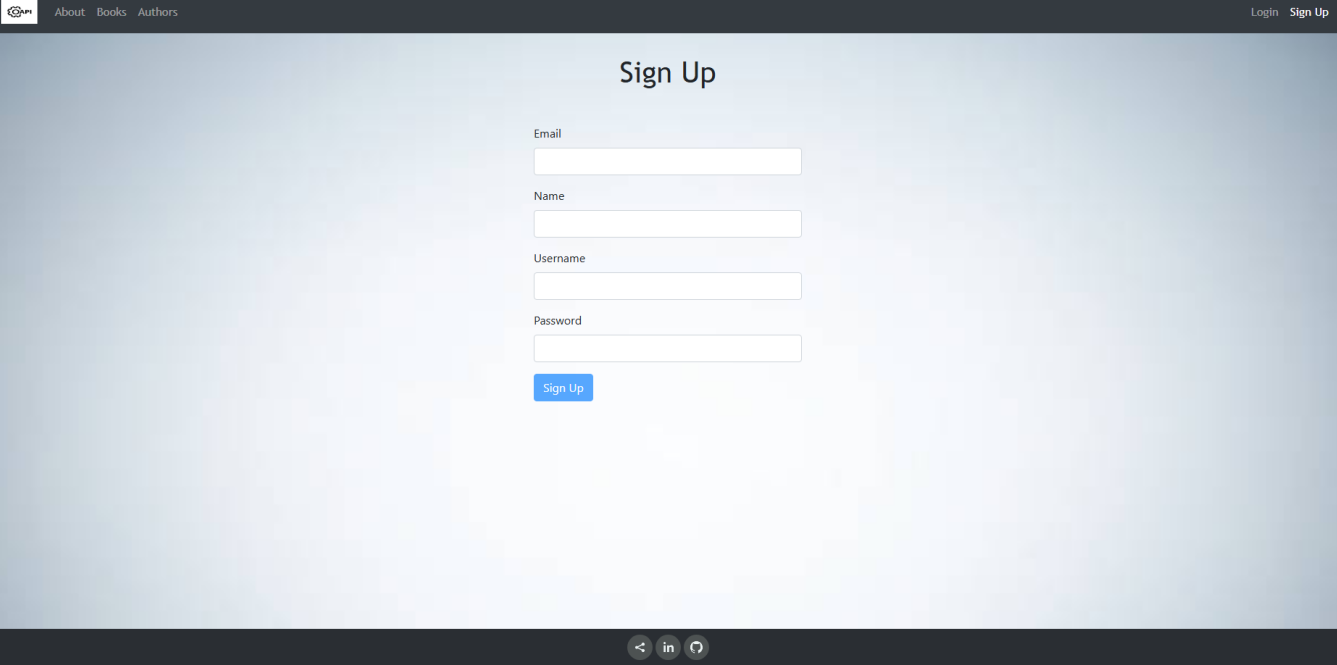 API
About Books Authors
Login Sign Up
Sign Up
Email
Name
Username
Password
Sign Up
in